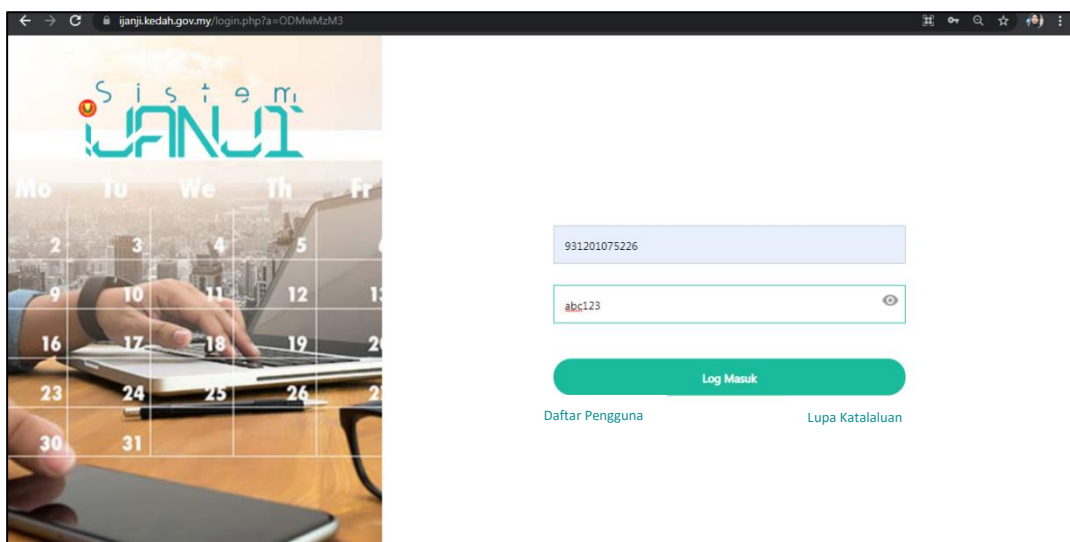 ijanji.kedah.gov.my/login.php?a=ODMwMzM3
Sistem
iJANJI
Mo Tu We Th Fr
2 3 4 5
9 10 11 12
16 17 18 19
23 24 25 26
30 31
931201075226
abc123
Log Masuk
Daftar Pengguna Lupa Katalaluan